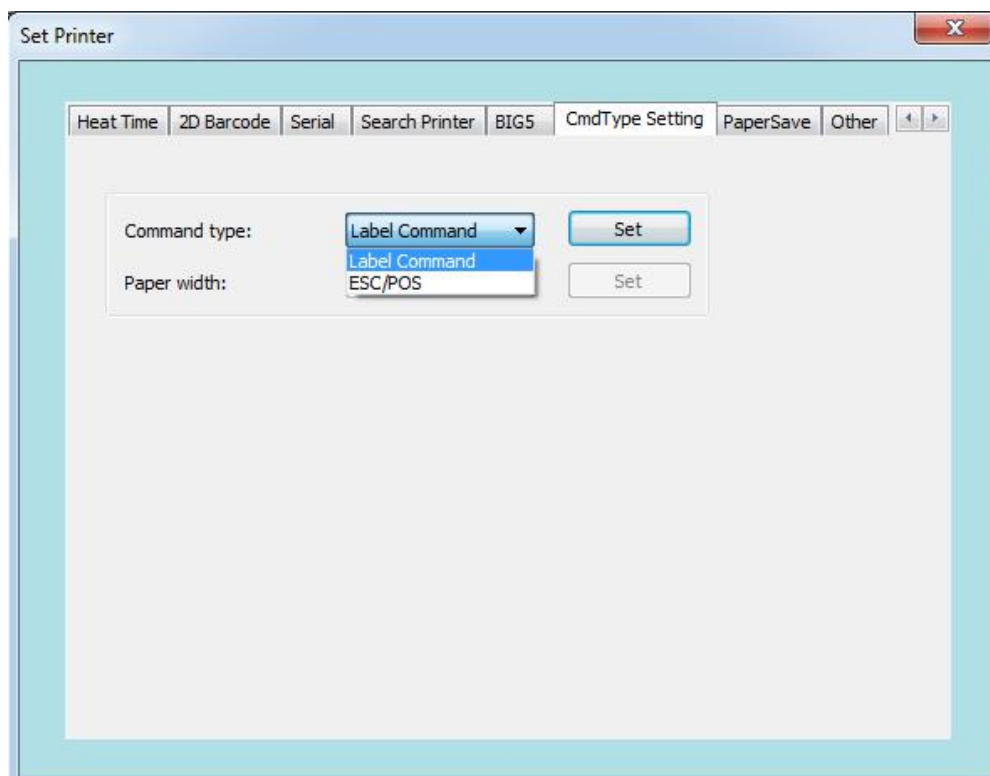 Set Printer
Heat Time 2D Barcode Serial Search Printer BIG5 CmdType Setting PaperSave Other
Command type: Label Command Set
Label Command
Paper width: ESC/POS Set